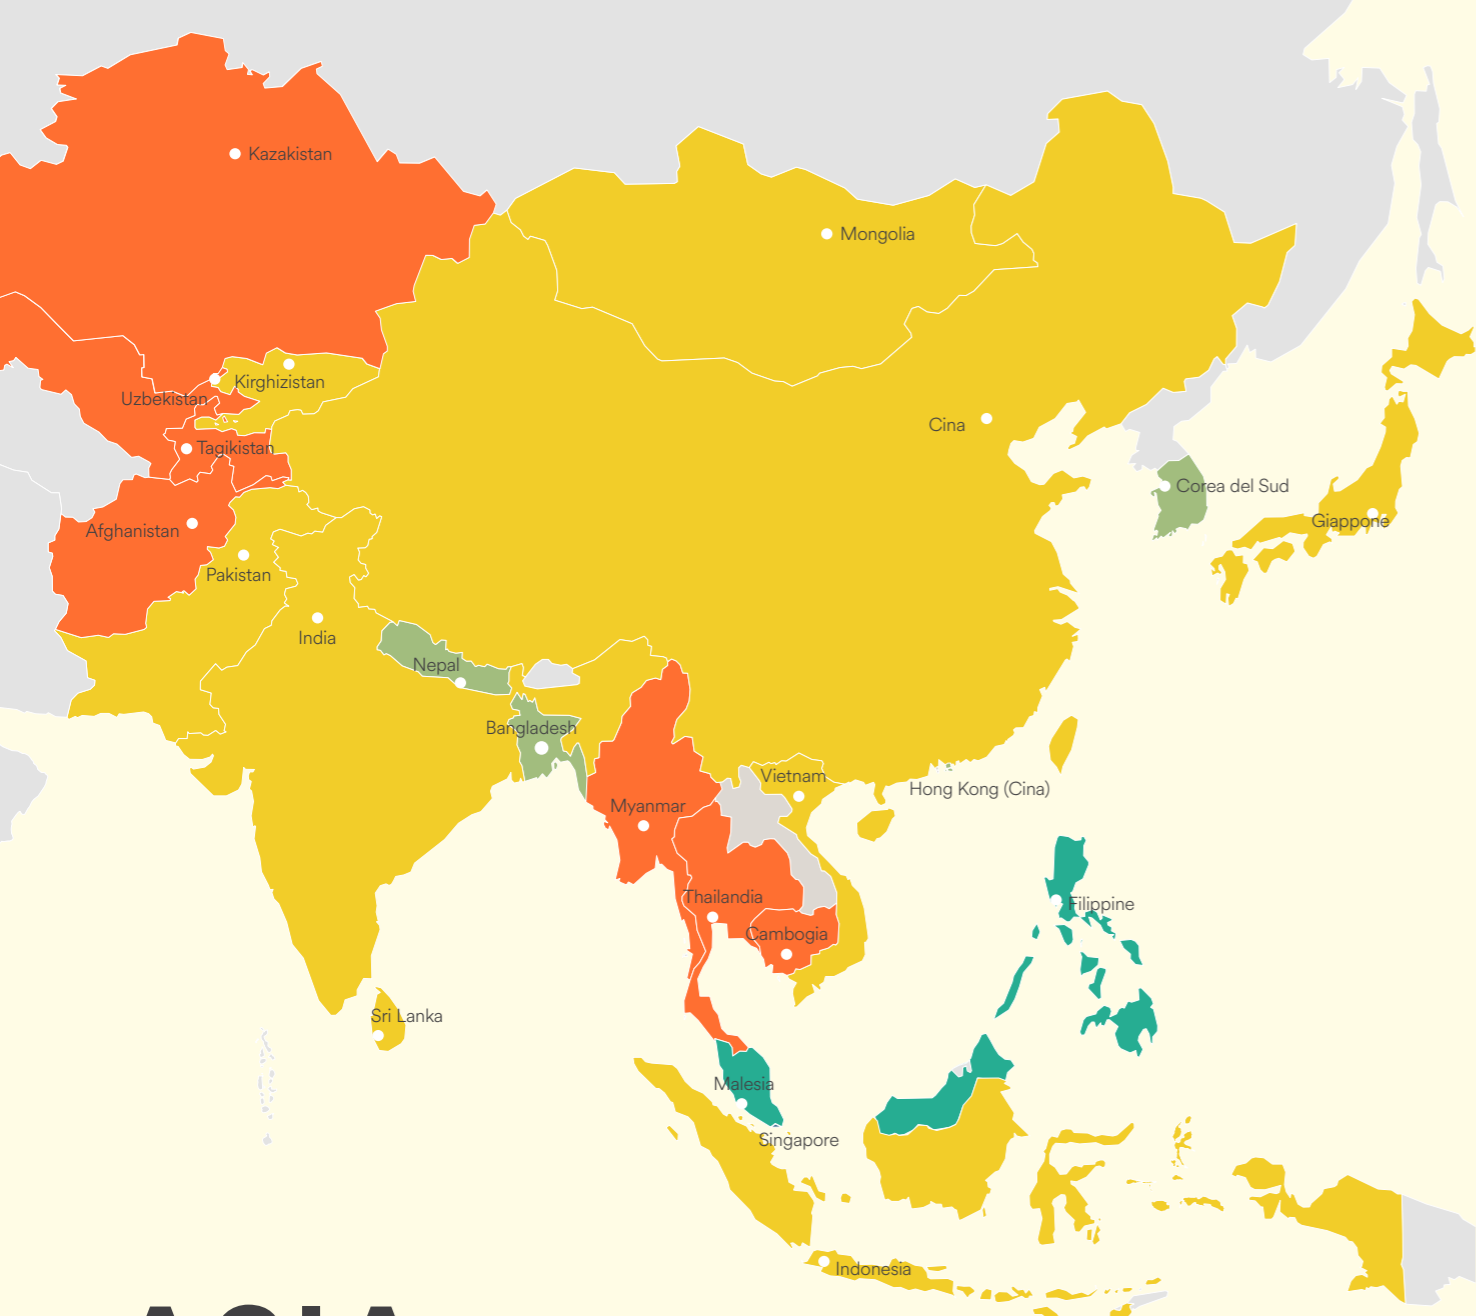 Kazakistan
Mongolia
Kirghizistan
Uzbekistan
Cina
Tagikistan
Corea del Sud
Giappone
Afghanistan
Pakistan
India
Nepal
Bangladesh
Vietnam
Hong Kong (Cina)
Myanmar
Thailandia
Filippine
Cambogia
Sri Lanka
Malesia
Singapore
Indonesia
ASIA